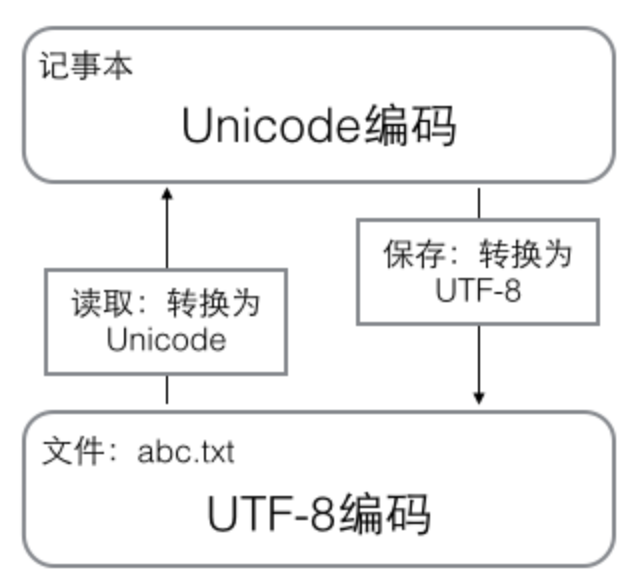 记事本
Unicode编码
保存：转换为
UTF-8
读取：转换为
Unicode
文件：abc.txt
UTF-8编码